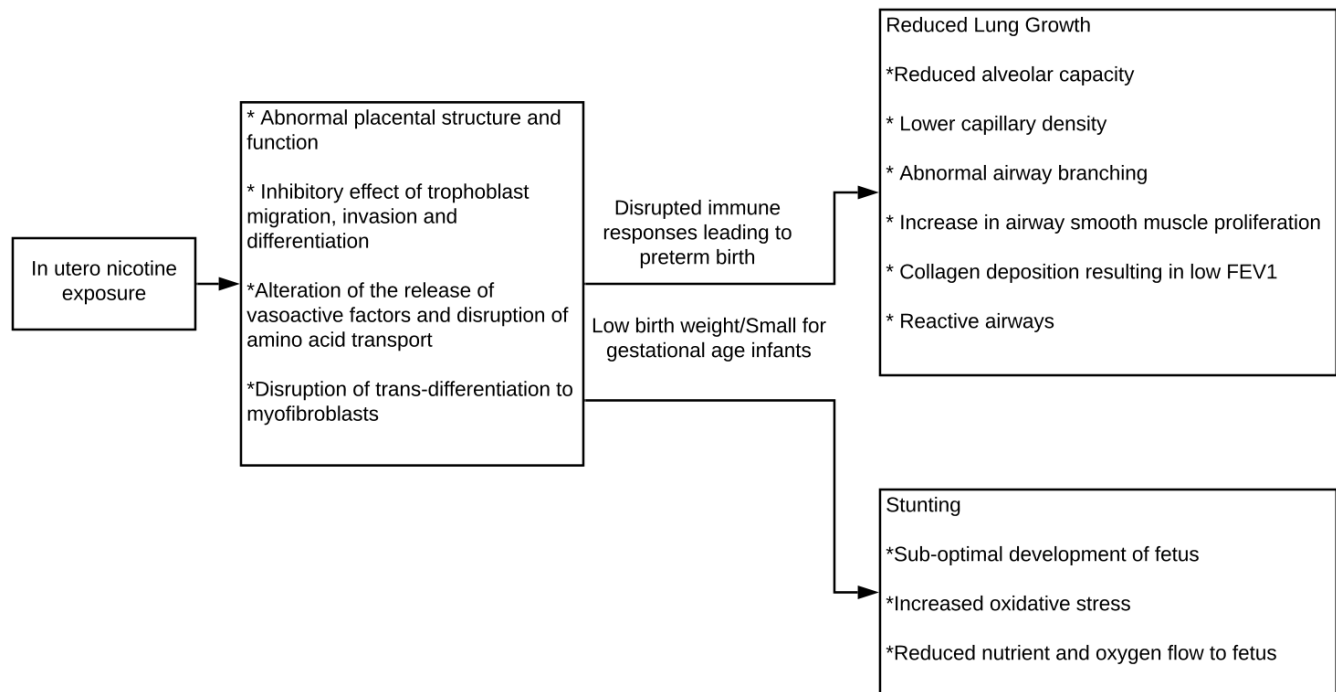 In utero nicotine
exposure
* Abnormal placental structure and
function
* Inhibitory effect of trophoblast
migration, invasion and
differentiation
*Alteration of the release of
vasoactive factors and disruption of
amino acid transport
*Disruption of trans-differentiation to
myofibroblasts
Disrupted immune
responses leading to
preterm birth
Low birth weight/Small for
gestational age infants
Reduced Lung Growth
*Reduced alveolar capacity
* Lower capillary density
* Abnormal airway branching
* Increase in airway smooth muscle proliferation
* Collagen deposition resulting in low FEV1
* Reactive airways
Stunting
*Sub-optimal development of fetus
*Increased oxidative stress
*Reduced nutrient and oxygen flow to fetus